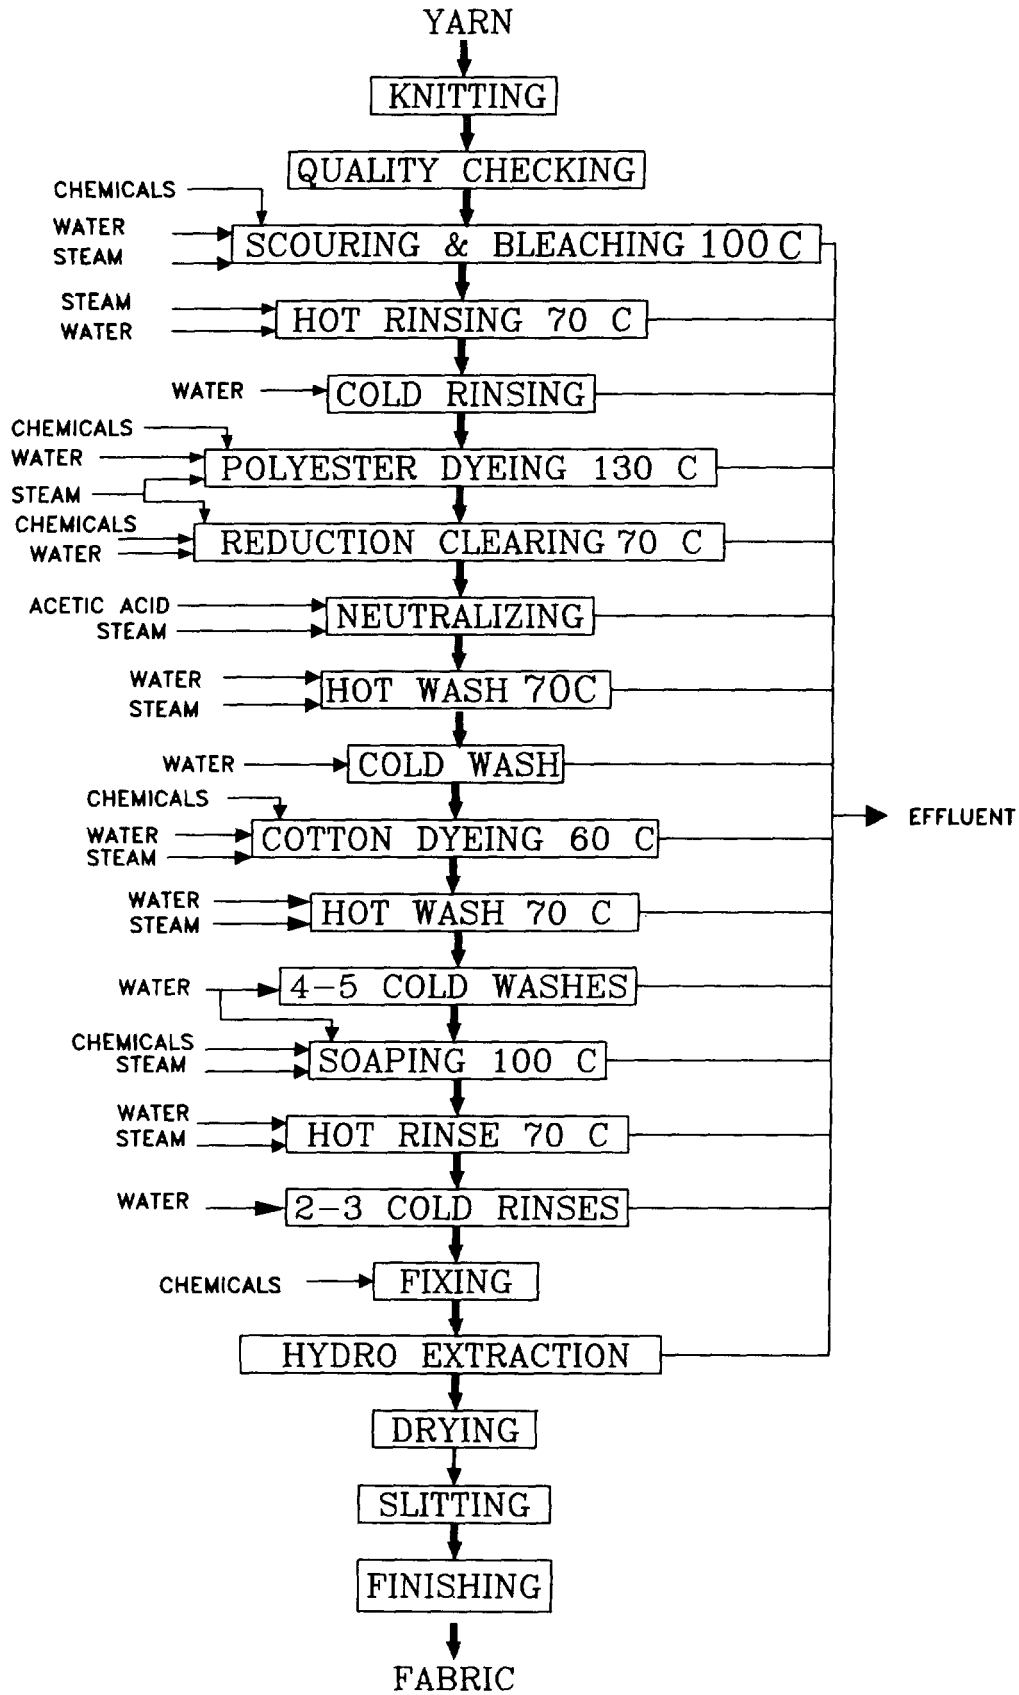 YARN
KNITTING
QUALITY CHECKING
CHEMICALS
WATER
STEAM
SCOURING & BLEACHING 100 C
STEAM
WATER
HOT RINSING 70 C
WATER
COLD RINSING
CHEMICALS
WATER
POLYESTER DYEING 130 C
STEAM
CHEMICALS
WATER
REDUCTION CLEARING 70 C
ACETIC ACID
STEAM
NEUTRALIZING
WATER
STEAM
HOT WASH 70C
WATER
COLD WASH
CHEMICALS
WATER
STEAM
COTTON DYEING 60 C
EFFLUENT
WATER
STEAM
HOT WASH 70 C
WATER
4-5 COLD WASHES
CHEMICALS
STEAM
SOAPING 100 C
WATER
STEAM
HOT RINSE 70 C
WATER
2-3 COLD RINSES
CHEMICALS
FIXING
HYDRO EXTRACTION
DRYING
SLITTING
FINISHING
FABRIC